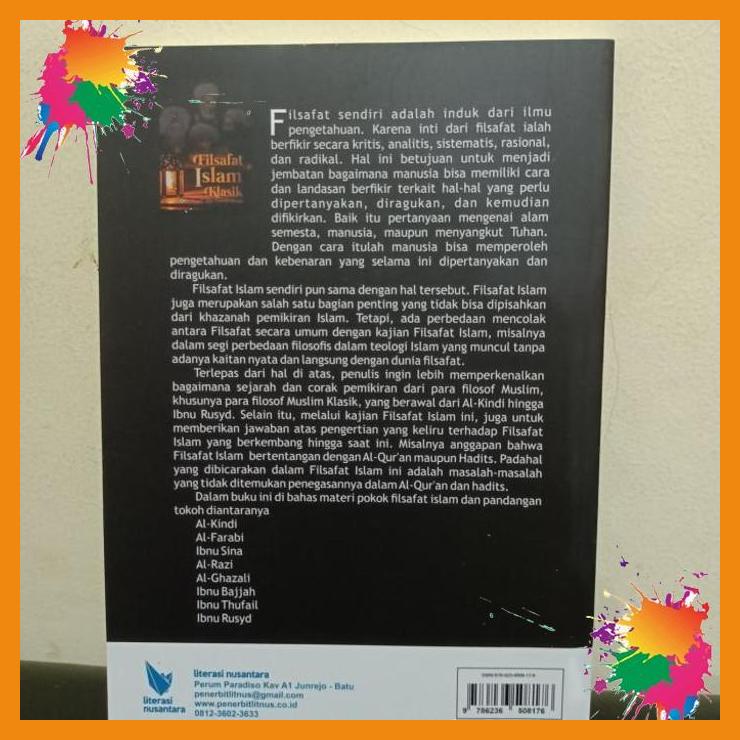 Filsafat
Islam
Klasik
Filsafat sendiri adalah induk dari ilmu
pengetahuan. Karena inti dari filsafat ialah
berfikir secara kritis, analitis, sistematis, rasional,
dan radikal. Hal ini betujuan untuk menjadi
jembatan bagaimana manusia bisa memiliki cara
dan landasan berfikir terkait hal-hal yang perlu
dipertanyakan, diragukan, dan kemudian
difikirkan. Baik itu pertanyaan mengenai alam
semesta, manusia, maupun menyangkut Tuhan.
Dengan cara itulah manusia bisa memperoleh
pengetahuan dan kebenaran yang selama ini dipertanyakan dan
diragukan.
Filsafat Islam sendiri pun sama dengan hal tersebut. Filsafat Islam
juga merupakan salah satu bagian penting yang tidak bisa dipisahkan
dari khazanah pemikiran Islam. Tetapi, ada perbedaan mencolak
antara Filsafat secara umum dengan kajian Filsafat Islam, misalnya
dalam segi perbedaan filosofis dalam teologi Islam yang muncul tanpa
adanya kaitan nyata dan langsung dengan dunia filsafat.
Terlepas dari hal di atas, penulis ingin lebih memperkenalkan
bagaimana sejarah dan corak pemikiran dari para filosof Muslim,
khusunya para filosof Muslim Klasik, yang berawal dari Al-Kindi hingga
Ibnu Rusyd. Selain itu, melalui kajian Filsafat Islam ini, juga untuk
memberikan jawaban atas pengertian yang keliru terhadap Filsafat
Islam yang berkembang hingga saat ini. Misalnya anggapan bahwa
Filsafat Islam bertentangan dengan Al-Qur'an maupun Hadits. Padahal
yang dibicarakan dalam Filsafat Islam ini adalah masalah-masalah
yang tidak ditemukan penegasannya dalam Al-Qur'an dan hadits.
Dalam buku ini di bahas materi pokok filsafat islam dan pandangan
tokoh diantaranya
Al-Kindi
Al-Farabi
Ibnu Sina
Al-Razi
Al-Ghazali
Ibnu Bajjah
Ibnu Thufail
Ibnu Rusyd
literasi
nusantara
literasi nusantara
Perum Paradiso Kav A1 Junrejo - Batu
penerbitlitnus@gmail.com
www.penerbitlitnus.co.id
0812-3602-3633
9 786236 508176